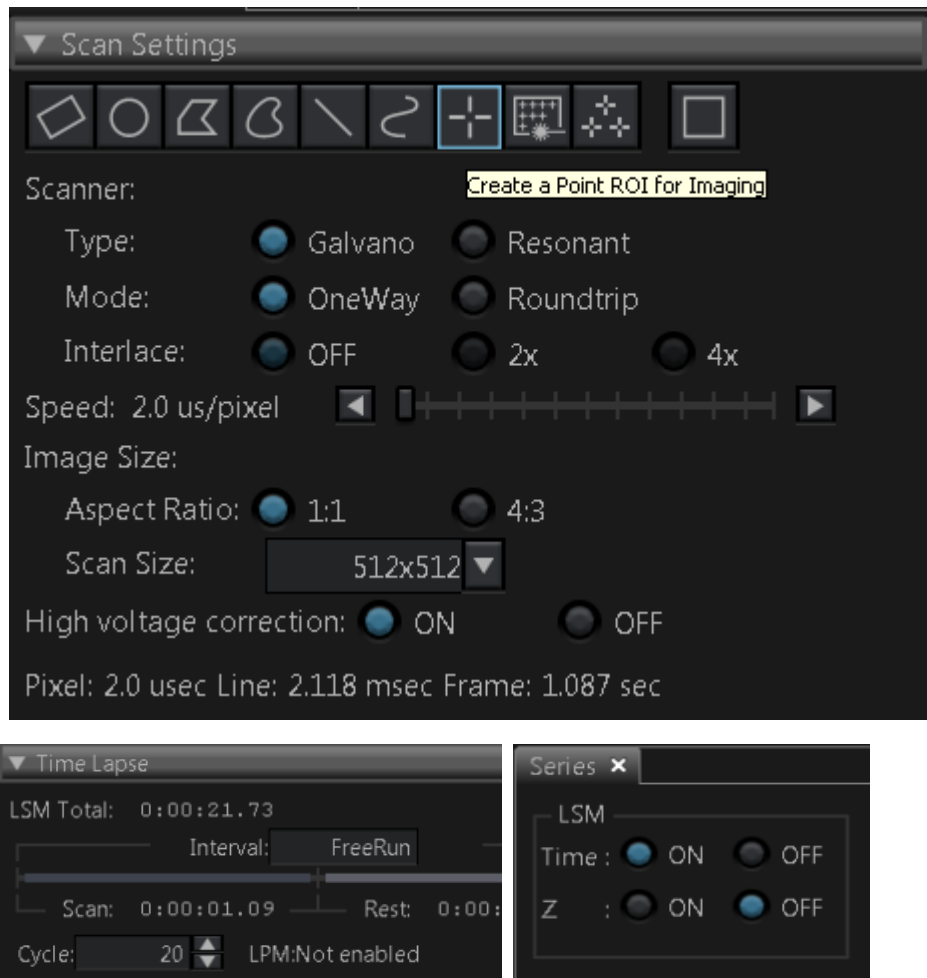 Scan Settings
Create a Point ROI for Imaging
Scanner:
Type: Galvano Resonant
Mode: OneWay Roundtrip
Interlace: OFF 2x 4x
Speed: 2.0 us/pixel
Image Size:
Aspect Ratio: 1:1 4:3
Scan Size: 512x512
High voltage correction: ON OFF
Pixel: 2.0 usec Line: 2.118 msec Frame: 1.087 sec
Time Lapse
LSM Total: 0:00:21.73
Interval: FreeRun
Scan: 0:00:01.09 Rest: 0:00:
Cycle: 20 LPM:Not enabled
Series
LSM
Time : ON OFF
Z : ON OFF